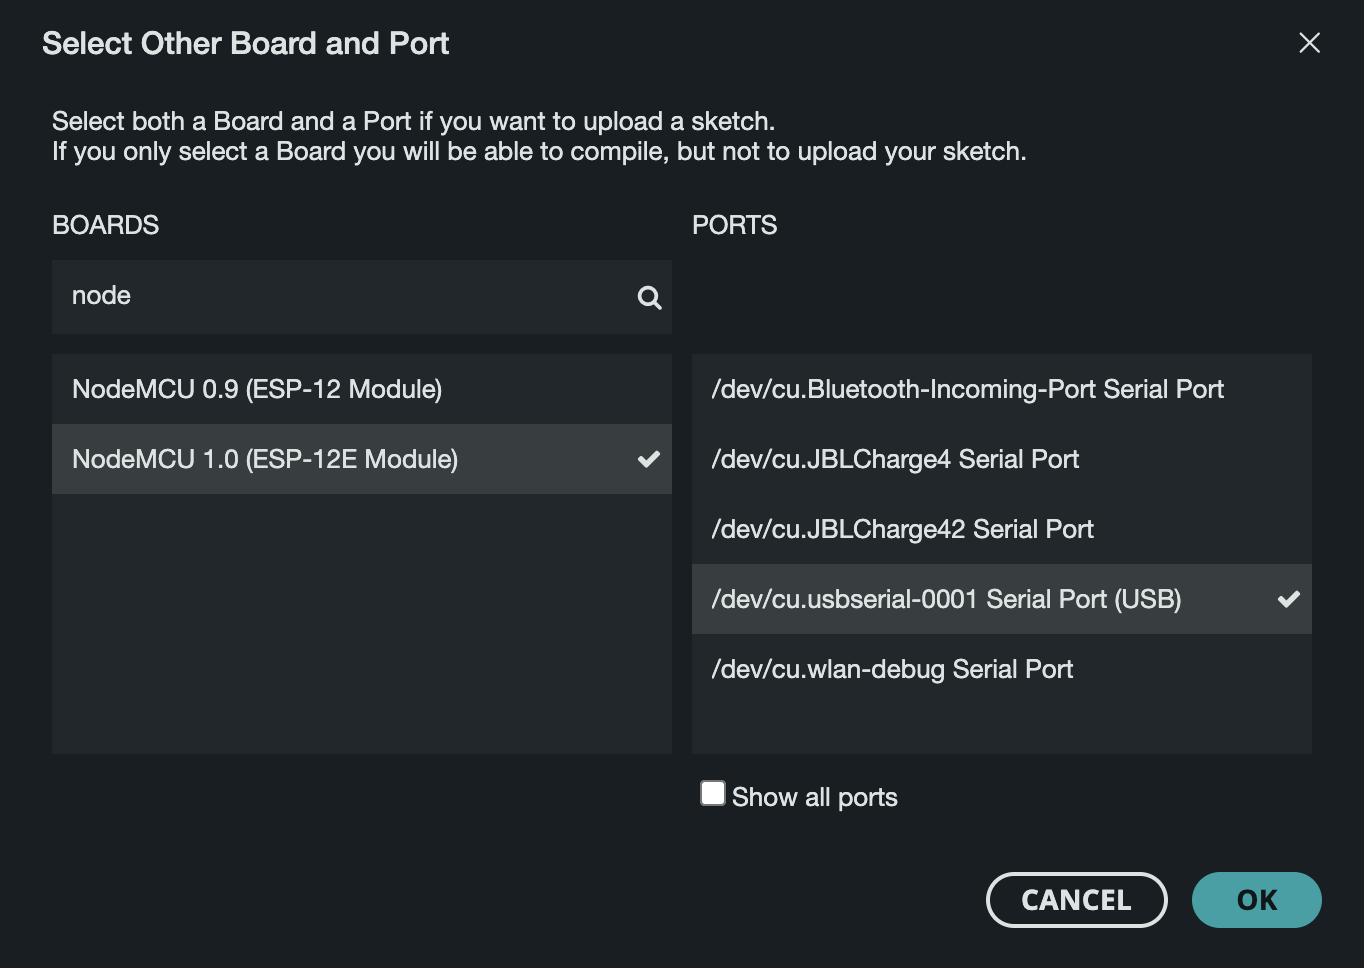 Select Other Board and Port
Select both a Board and a Port if you want to upload a sketch.
If you only select a Board you will be able to compile, but not to upload your sketch.
BOARDS
node
NodeMCU 0.9 (ESP-12 Module)
NodeMCU 1.0 (ESP-12E Module)
PORTS
/dev/cu.Bluetooth-Incoming-Port Serial Port
/dev/cu.JBLCharge4 Serial Port
/dev/cu.JBLCharge42 Serial Port
/dev/cu.usbserial-0001 Serial Port (USB)
/dev/cu.wlan-debug Serial Port
Show all ports
CANCEL
OK